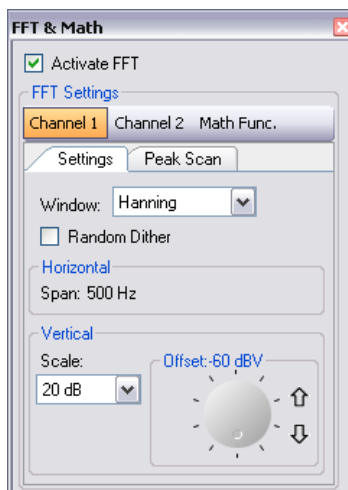 FFT & Math
Activate FFT
FFT Settings
Channel 1 Channel 2 Math Func.
Settings Peak Scan
Window: Hanning
Random Dither
Horizontal
Span: 500 Hz
Vertical
Scale: Offset:-60 dBV
20 dB